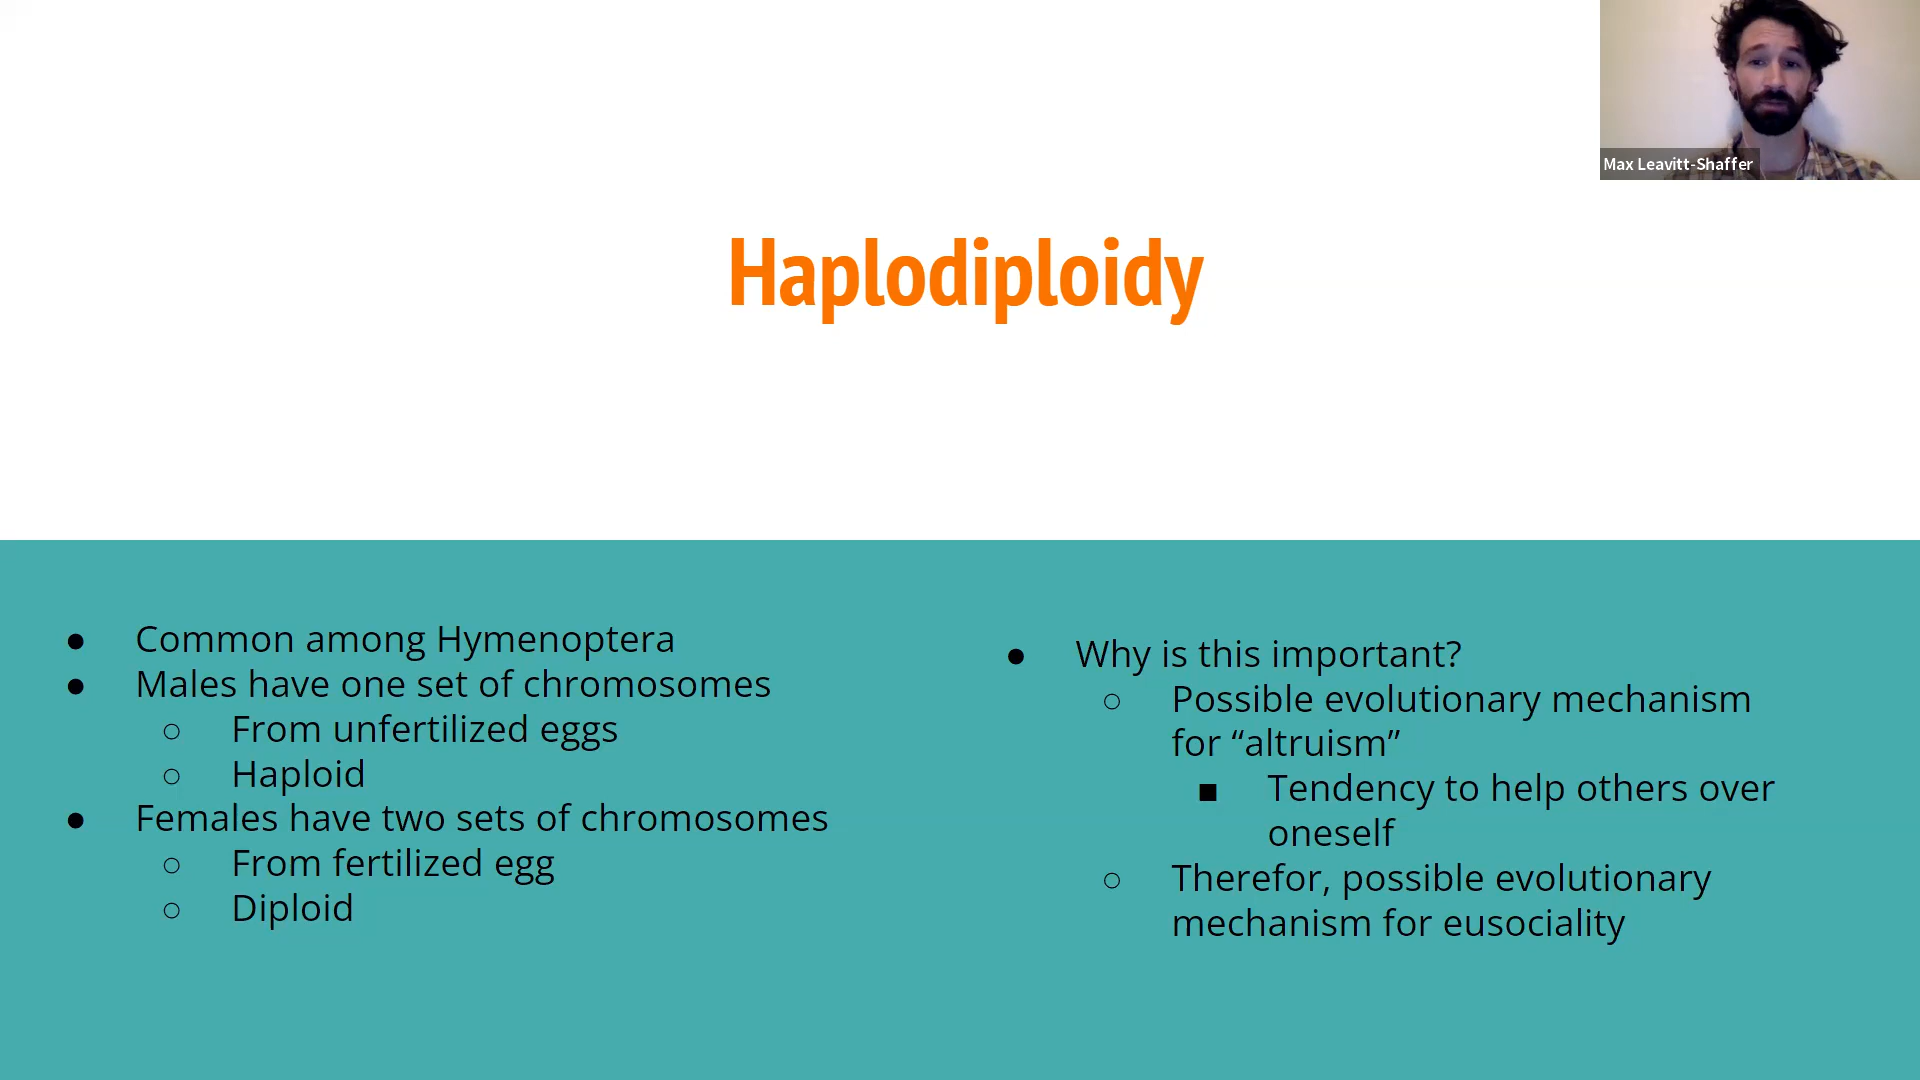 Max Leavitt-Shaffer
Haplodiploidy
● Common among Hymenoptera
● Males have one set of chromosomes
○ From unfertilized eggs
○ Haploid
● Females have two sets of chromosomes
○ From fertilized egg
○ Diploid
● Why is this important?
○ Possible evolutionary mechanism
for “altruism”
■ Tendency to help others over
oneself
○ Therefor, possible evolutionary
mechanism for eusociality